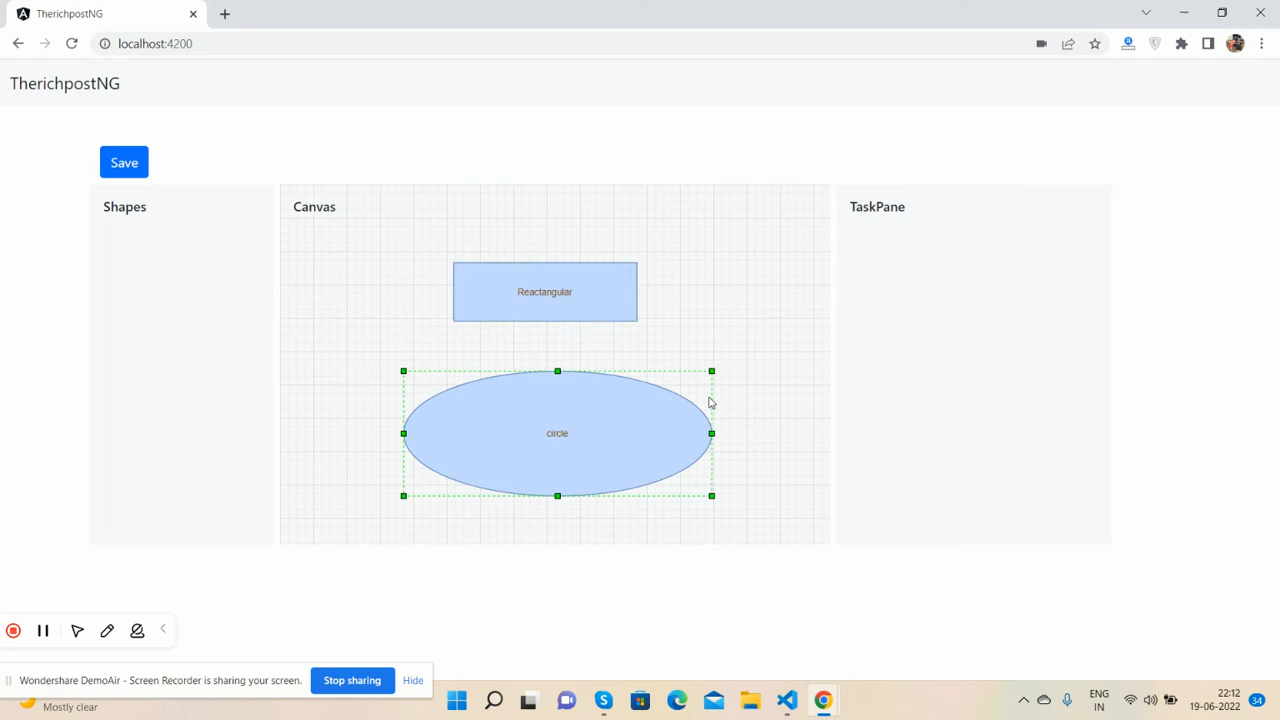 TherichpostNG
localhost:4200
TherichpostNG
Save
Shapes
Canvas
TaskPane
Reactangular
circle
Wondershare DemoAir - Screen Recorder is sharing your screen.
Stop sharing
Hide
Mostly clear
ENG
IN
22:12
19-06-2022
34